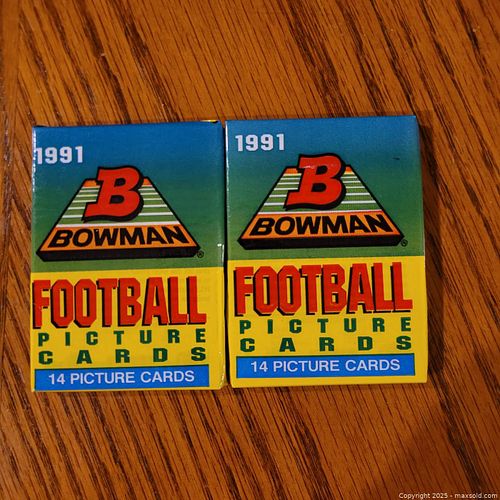 1991
B
BOWMAN®
FOOTBALL
PICTURE
CARDS
14 PICTURE CARDS
1991
B
BOWMAN®
FOOTBALL
PICTURE
CARDS
14 PICTURE CARDS
Copyright 2025 - maxsold.com